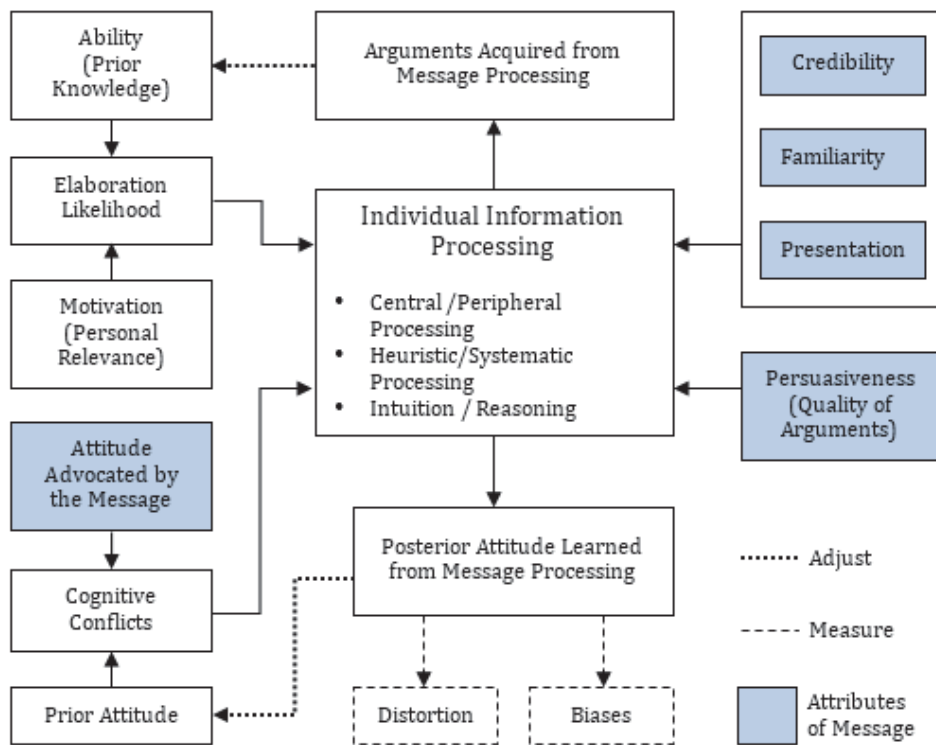 Ability
(Prior
Knowledge)
Arguments Acquired from
Message Processing
Credibility
Familiarity
Presentation
Elaboration
Likelihood
Individual Information
Processing
• Central /Peripheral
Processing
• Heuristic/Systematic
Processing
• Intuition / Reasoning
Motivation
(Personal
Relevance)
Persuasiveness
(Quality of
Arguments)
Attitude
Advocated by
the Message
Posterior Attitude Learned
from Message Processing
Cognitive
Conflicts
Prior Attitude
Distortion
Biases
Adjust
Measure
Attributes
of Message